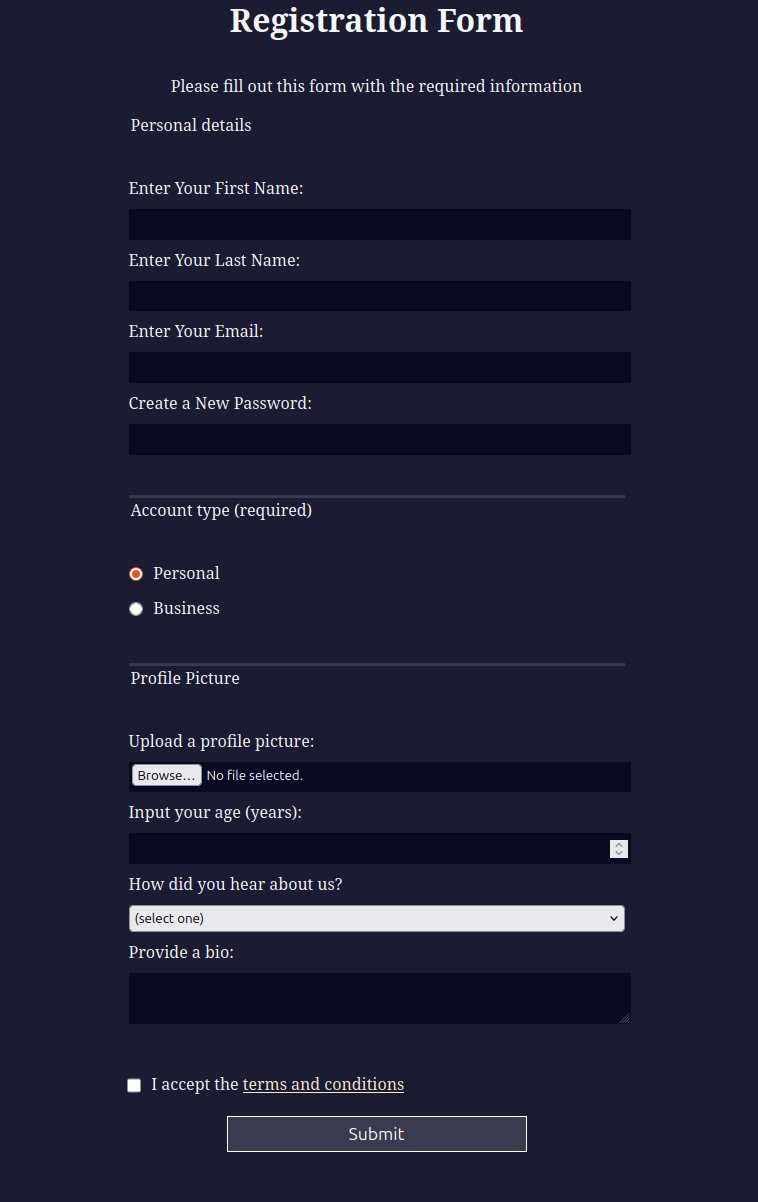 Registration Form
Please fill out this form with the required information
Personal details
Enter Your First Name:
Enter Your Last Name:
Enter Your Email:
Create a New Password:
Account type (required)
Personal
Business
Profile Picture
Upload a profile picture:
Browse... No file selected.
Input your age (years):
How did you hear about us?
(select one)
Provide a bio:
I accept the terms and conditions
Submit